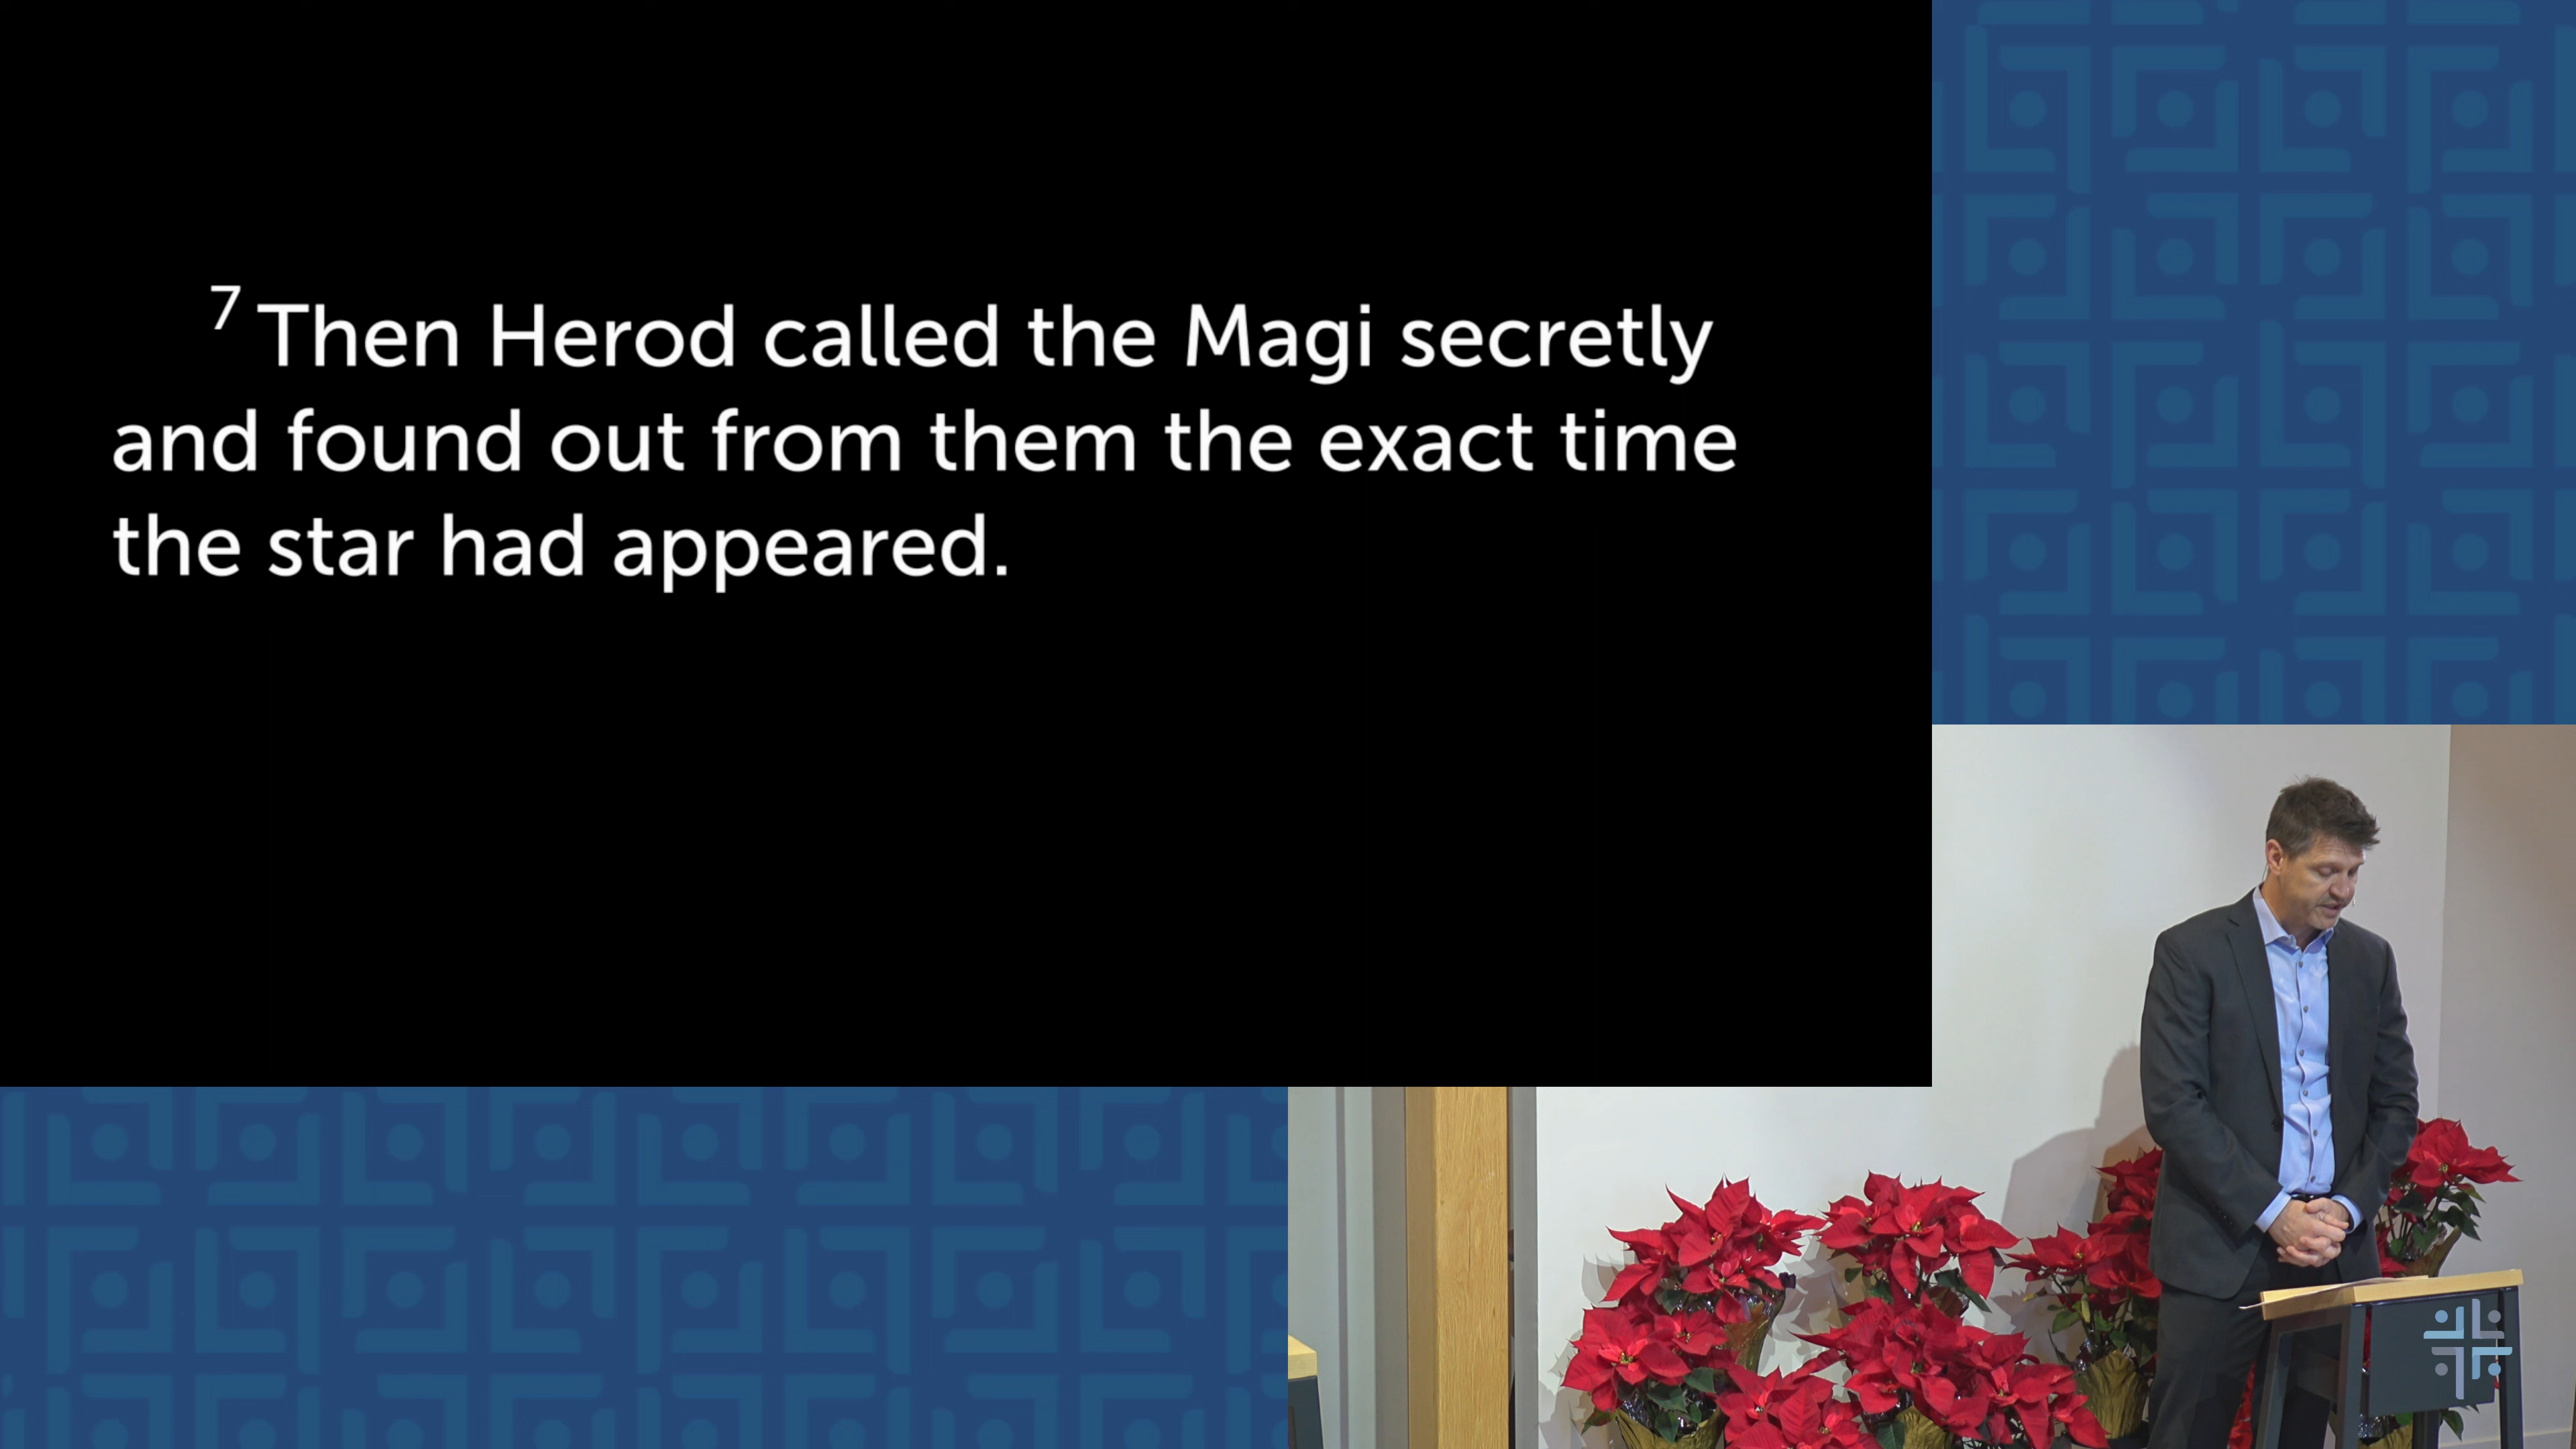 7 Then Herod called the Magi secretly
and found out from them the exact time
the star had appeared.